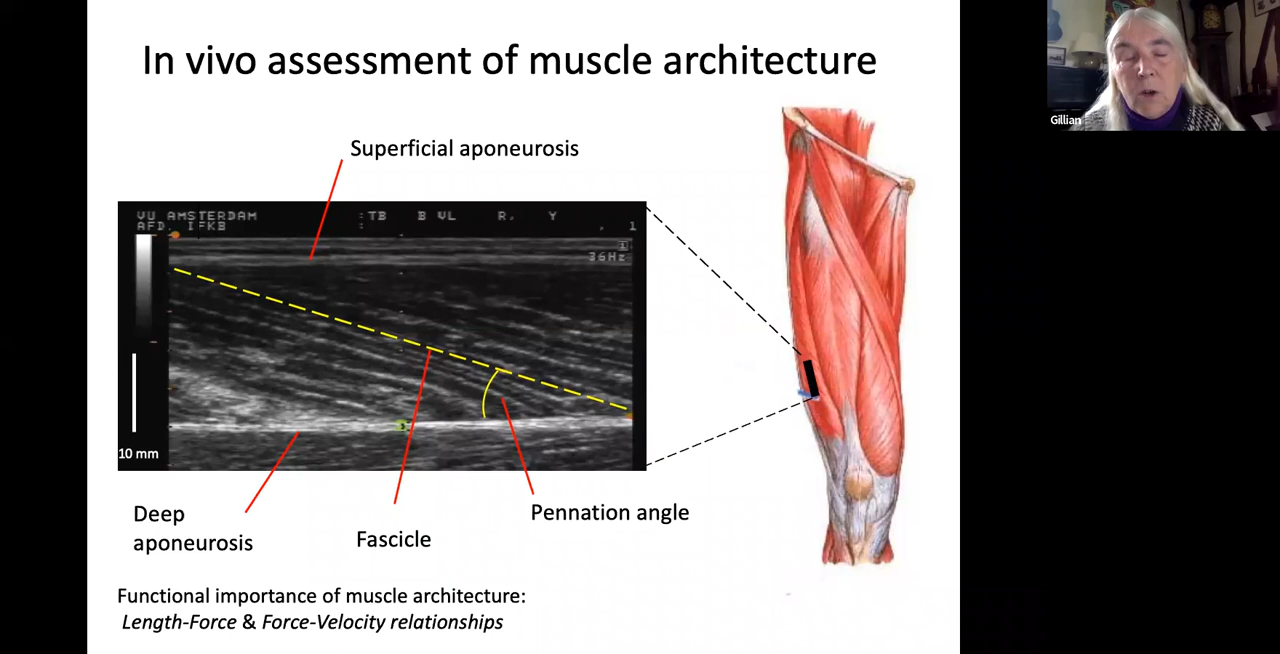 In vivo assessment of muscle architecture
Gillian
Superficial aponeurosis
VU AMSTERDAM :TB B VL R, Y
AFD. IFKB : , 1
36Hz
10 mm
Deep
aponeurosis
Fascicle
Pennation angle
Functional importance of muscle architecture:
Length-Force & Force-Velocity relationships